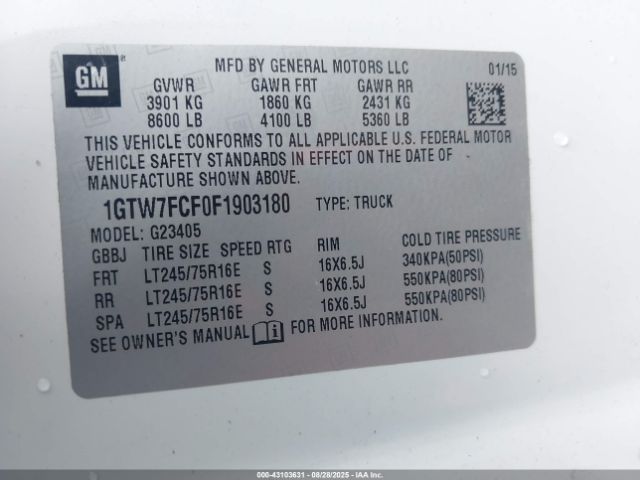 GM
MFD BY GENERAL MOTORS LLC 01/15
GVWR GAWR FRT GAWR RR
3901 KG 1860 KG 2431 KG
8600 LB 4100 LB 5360 LB
THIS VEHICLE CONFORMS TO ALL APPLICABLE U.S. FEDERAL MOTOR
VEHICLE SAFETY STANDARDS IN EFFECT ON THE DATE OF
MANUFACTURE SHOWN ABOVE.
1GTW7FCF0F1903180 TYPE: TRUCK
MODEL: G23405
GBBJ TIRE SIZE SPEED RTG RIM COLD TIRE PRESSURE
FRT LT245/75R16E S 16X6.5J 340KPA(50PSI)
RR LT245/75R16E S 16X6.5J 550KPA(80PSI)
SPA LT245/75R16E S 16X6.5J 550KPA(80PSI)
SEE OWNER'S MANUAL FOR MORE INFORMATION.
000-43103631 - 08/28/2025 - IAA, Inc.